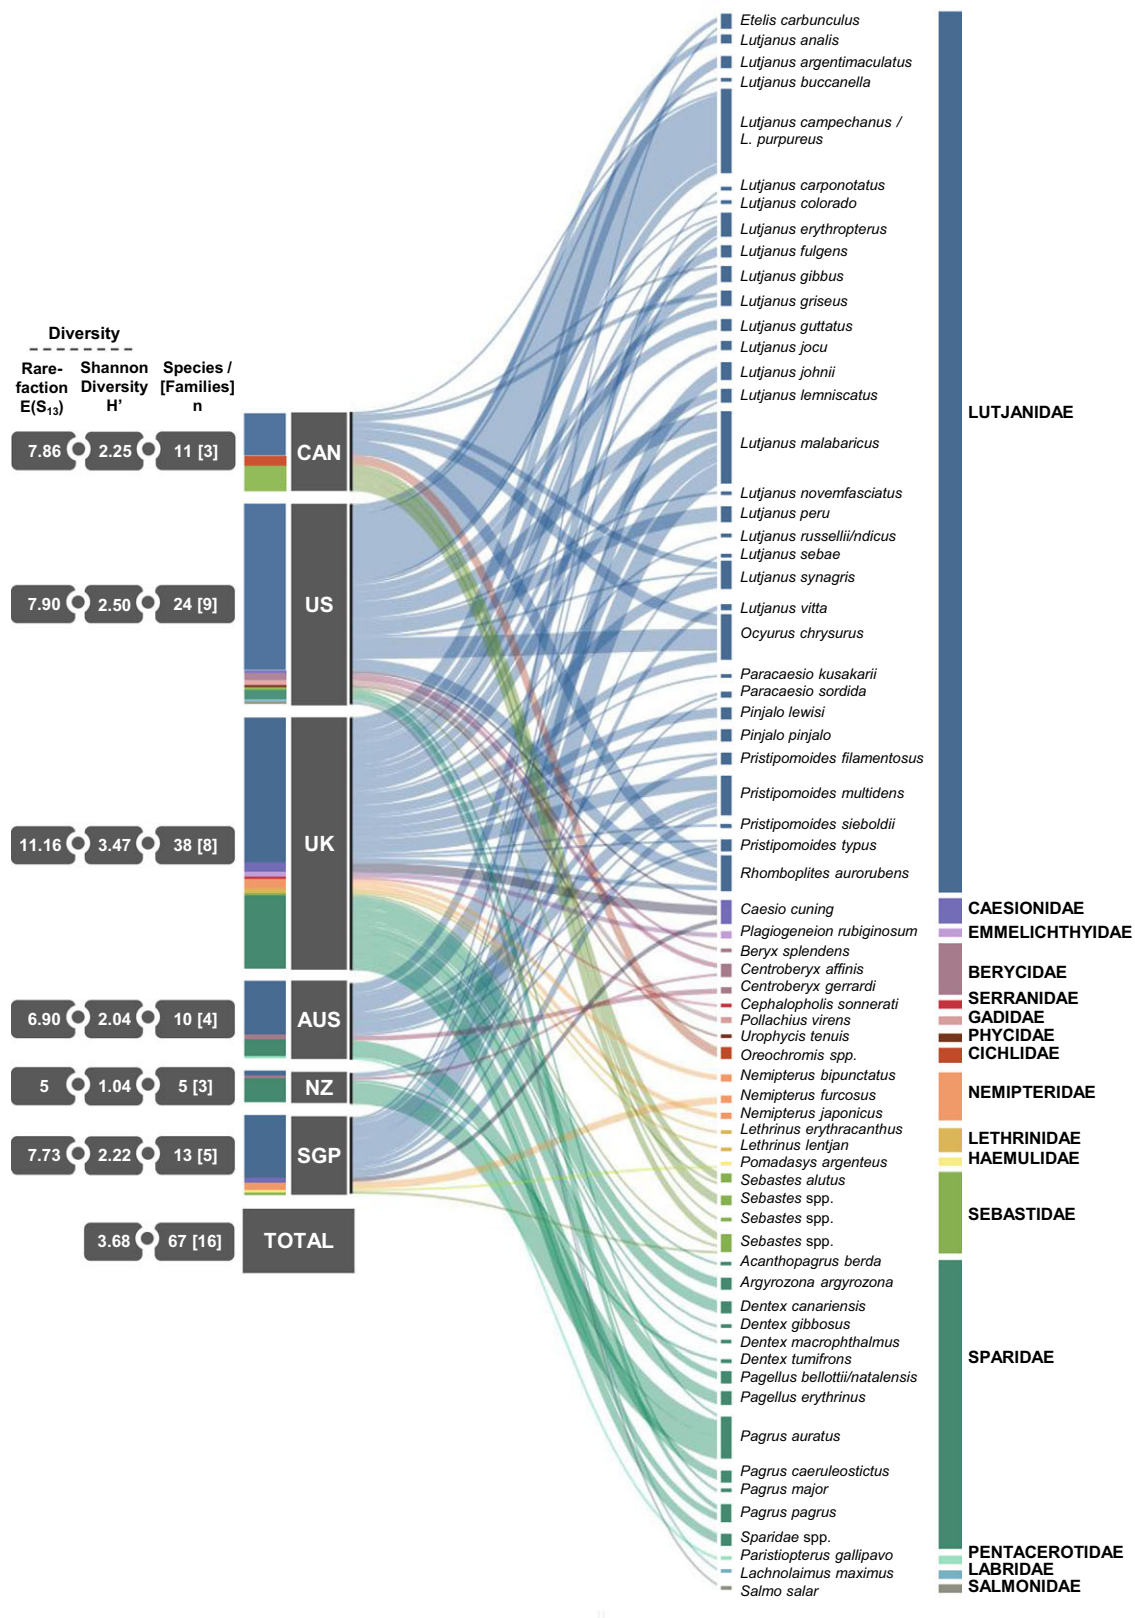 Diversity
Rare-
faction
E(S13)
Shannon
Diversity
H'
Species /
[Families]
n
7.86 2.25 11 [3] CAN
7.90 2.50 24 [9] US
11.16 3.47 38 [8] UK
6.90 2.04 10 [4] AUS
5 1.04 5 [3] NZ
7.73 2.22 13 [5] SGP
3.68 67 [16] TOTAL
Etelis carbunculus
Lutjanus analis
Lutjanus argentimaculatus
Lutjanus buccanella
Lutjanus campechanus /
L. purpureus
Lutjanus carponotatus
Lutjanus colorado
Lutjanus erythropterus
Lutjanus fulgens
Lutjanus gibbus
Lutjanus griseus
Lutjanus guttatus
Lutjanus jocu
Lutjanus johnii
Lutjanus lemniscatus
Lutjanus malabaricus
Lutjanus novemfasciatus
Lutjanus peru
Lutjanus russellii/ndicus
Lutjanus sebae
Lutjanus synagris
Lutjanus vitta
Ocyurus chrysurus
Paracaesio kusakarii
Paracaesio sordida
Pinjalo lewisi
Pinjalo pinjalo
Pristipomoides filamentosus
Pristipomoides multidens
Pristipomoides sieboldii
Pristipomoides typus
Rhomboplites aurorubens
Caesio cuning
Plagiogeneion rubiginosum
Beryx splendens
Centroberyx affinis
Centroberyx gerrardi
Cephalopholis sonnerati
Pollachius virens
Urophycis tenuis
Oreochromis spp.
Nemipterus bipunctatus
Nemipterus furcosus
Nemipterus japonicus
Lethrinus erythracanthus
Lethrinus lentjan
Pomadasys argenteus
Sebastes alutus
Sebastes spp.
Sebastes spp.
Sebastes spp.
Acanthopagrus berda
Argyrozona argyrozona
Dentex canariensis
Dentex gibbosus
Dentex macrophthalmus
Dentex tumifrons
Pagellus bellottii/natalensis
Pagellus erythrinus
Pagrus auratus
Pagrus caeruleostictus
Pagrus major
Pagrus pagrus
Sparidae spp.
Paristiopterus gallipavo
Lachnolaimus maximus
Salmo salar
LUTJANIDAE
CAESIONIDAE
EMMELICHTHYIDAE
BERYCIDAE
SERRANIDAE
GADIDAE
PHYCIDAE
CICHLIDAE
NEMIPTERIDAE
LETHRINIDAE
HAEMULIDAE
SEBASTIDAE
SPARIDAE
PENTACEROTIDAE
LABRIDAE
SALMONIDAE